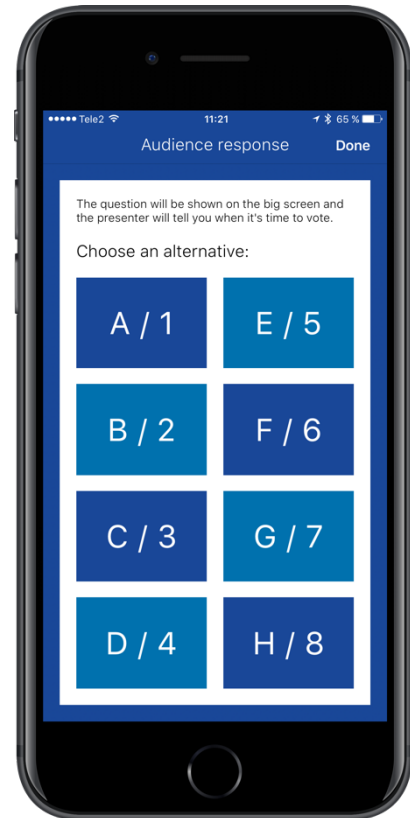 Tele2 11:21 65 %
Audience response Done
The question will be shown on the big screen and
the presenter will tell you when it's time to vote.
Choose an alternative:
A / 1 E / 5
B / 2 F / 6
C / 3 G / 7
D / 4 H / 8